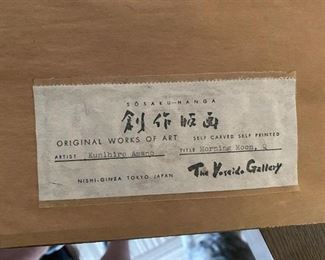 SŌSAKU-HANGA
創作版画
ORIGINAL WORKS OF ART SELF CARVED SELF PRINTED
ARTIST Kunihiro Amano TITLE Morning Moon, Q
NISHI-GINZA TOKYO JAPAN The Yoseido Gallery